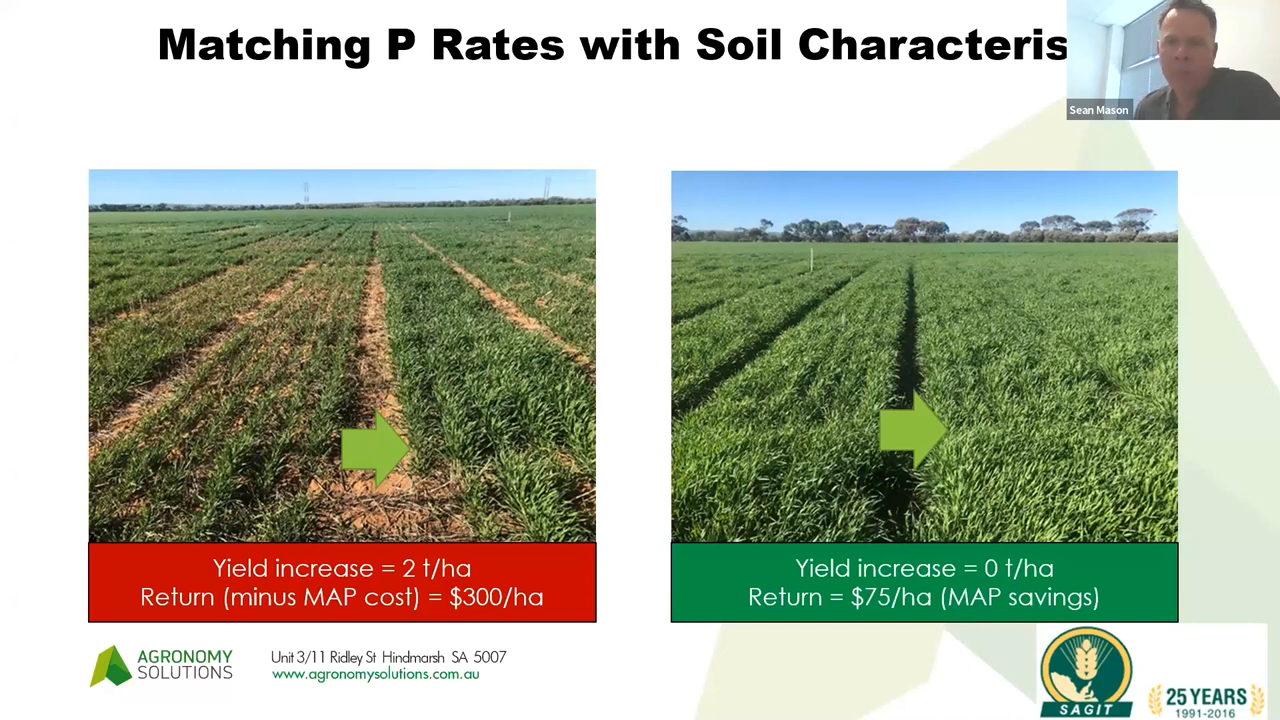 Matching P Rates with Soil Characteris
Sean Mason
Yield increase = 2 t/ha
Return (minus MAP cost) = $300/ha
Yield increase = 0 t/ha
Return = $75/ha (MAP savings)
AGRONOMY
SOLUTIONS
Unit 3/11 Ridley St Hindmarsh SA 5007
www.agronomysolutions.com.au
SAGIT
25 YEARS
1991-2016